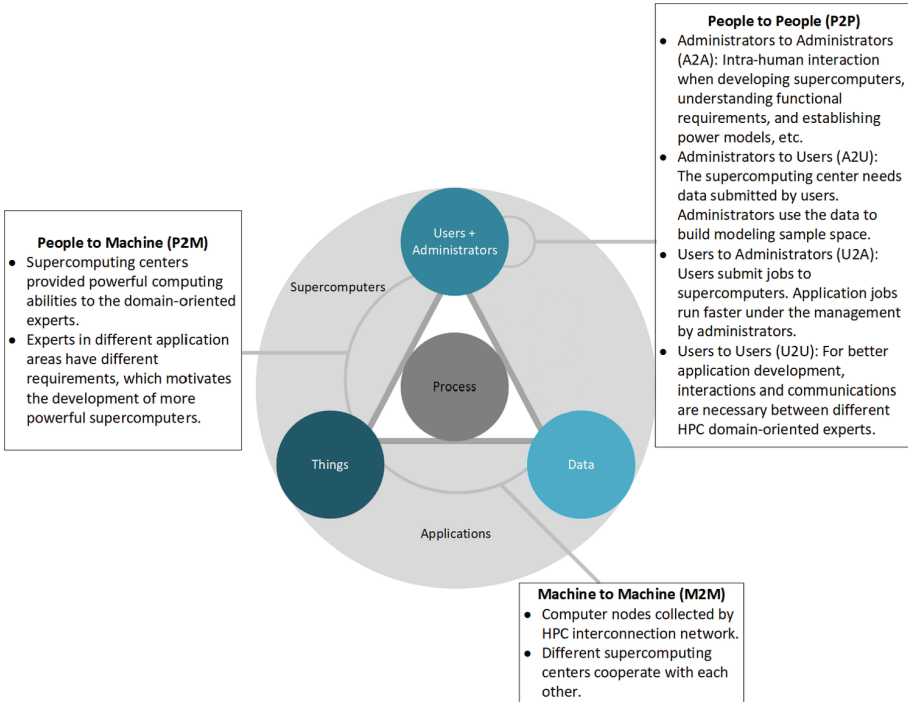 People to People (P2P)
● Administrators to Administrators
(A2A): Intra-human interaction
when developing supercomputers,
understanding functional
requirements, and establishing
power models, etc.
● Administrators to Users (A2U):
The supercomputing center needs
data submitted by users.
Administrators use the data to
build modeling sample space.
● Users to Administrators (U2A):
Users submit jobs to
supercomputers. Application jobs
run faster under the management
by administrators.
● Users to Users (U2U): For better
application development,
interactions and communications
are necessary between different
HPC domain-oriented experts.
People to Machine (P2M)
● Supercomputing centers
provided powerful computing
abilities to the domain-oriented
experts.
● Experts in different application
areas have different
requirements, which motivates
the development of more
powerful supercomputers.
Users +
Administrators
Supercomputers
Process
Things
Data
Applications
Machine to Machine (M2M)
● Computer nodes collected by
HPC interconnection network.
● Different supercomputing
centers cooperate with each
other.